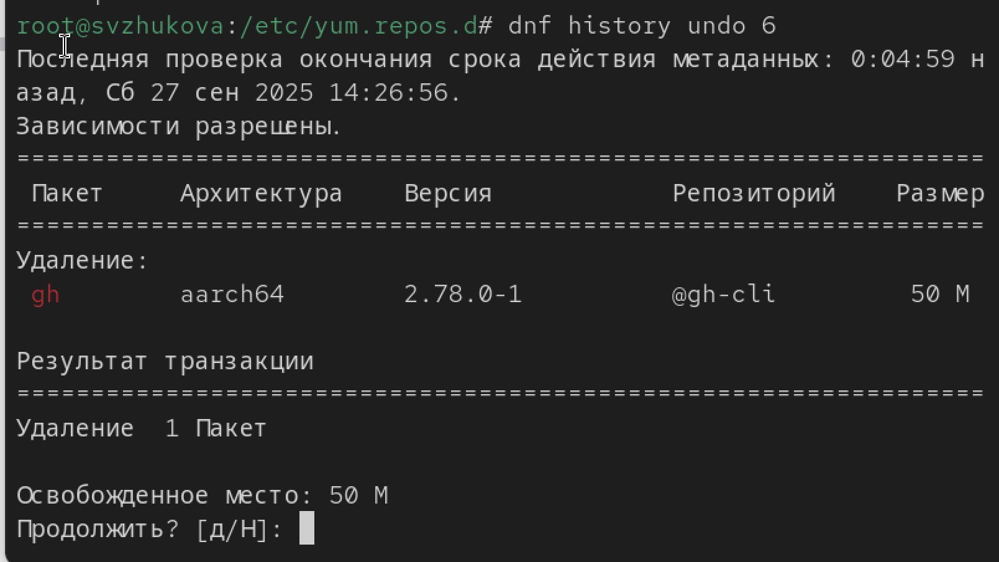 root@svzhukova:/etc/yum.repos.d# dnf history undo 6
Последняя проверка окончания срока действия метаданных: 0:04:59 н
азад, Сб 27 сен 2025 14:26:56.
Зависимости разрешены.
=================================================================
Пакет Архитектура Версия Репозиторий Размер
=================================================================
Удаление:
gh aarch64 2.78.0-1 @gh-cli 50 M
Результат транзакции
=================================================================
Удаление 1 Пакет
Освобожденное место: 50 M
Продолжить? [д/Н]: